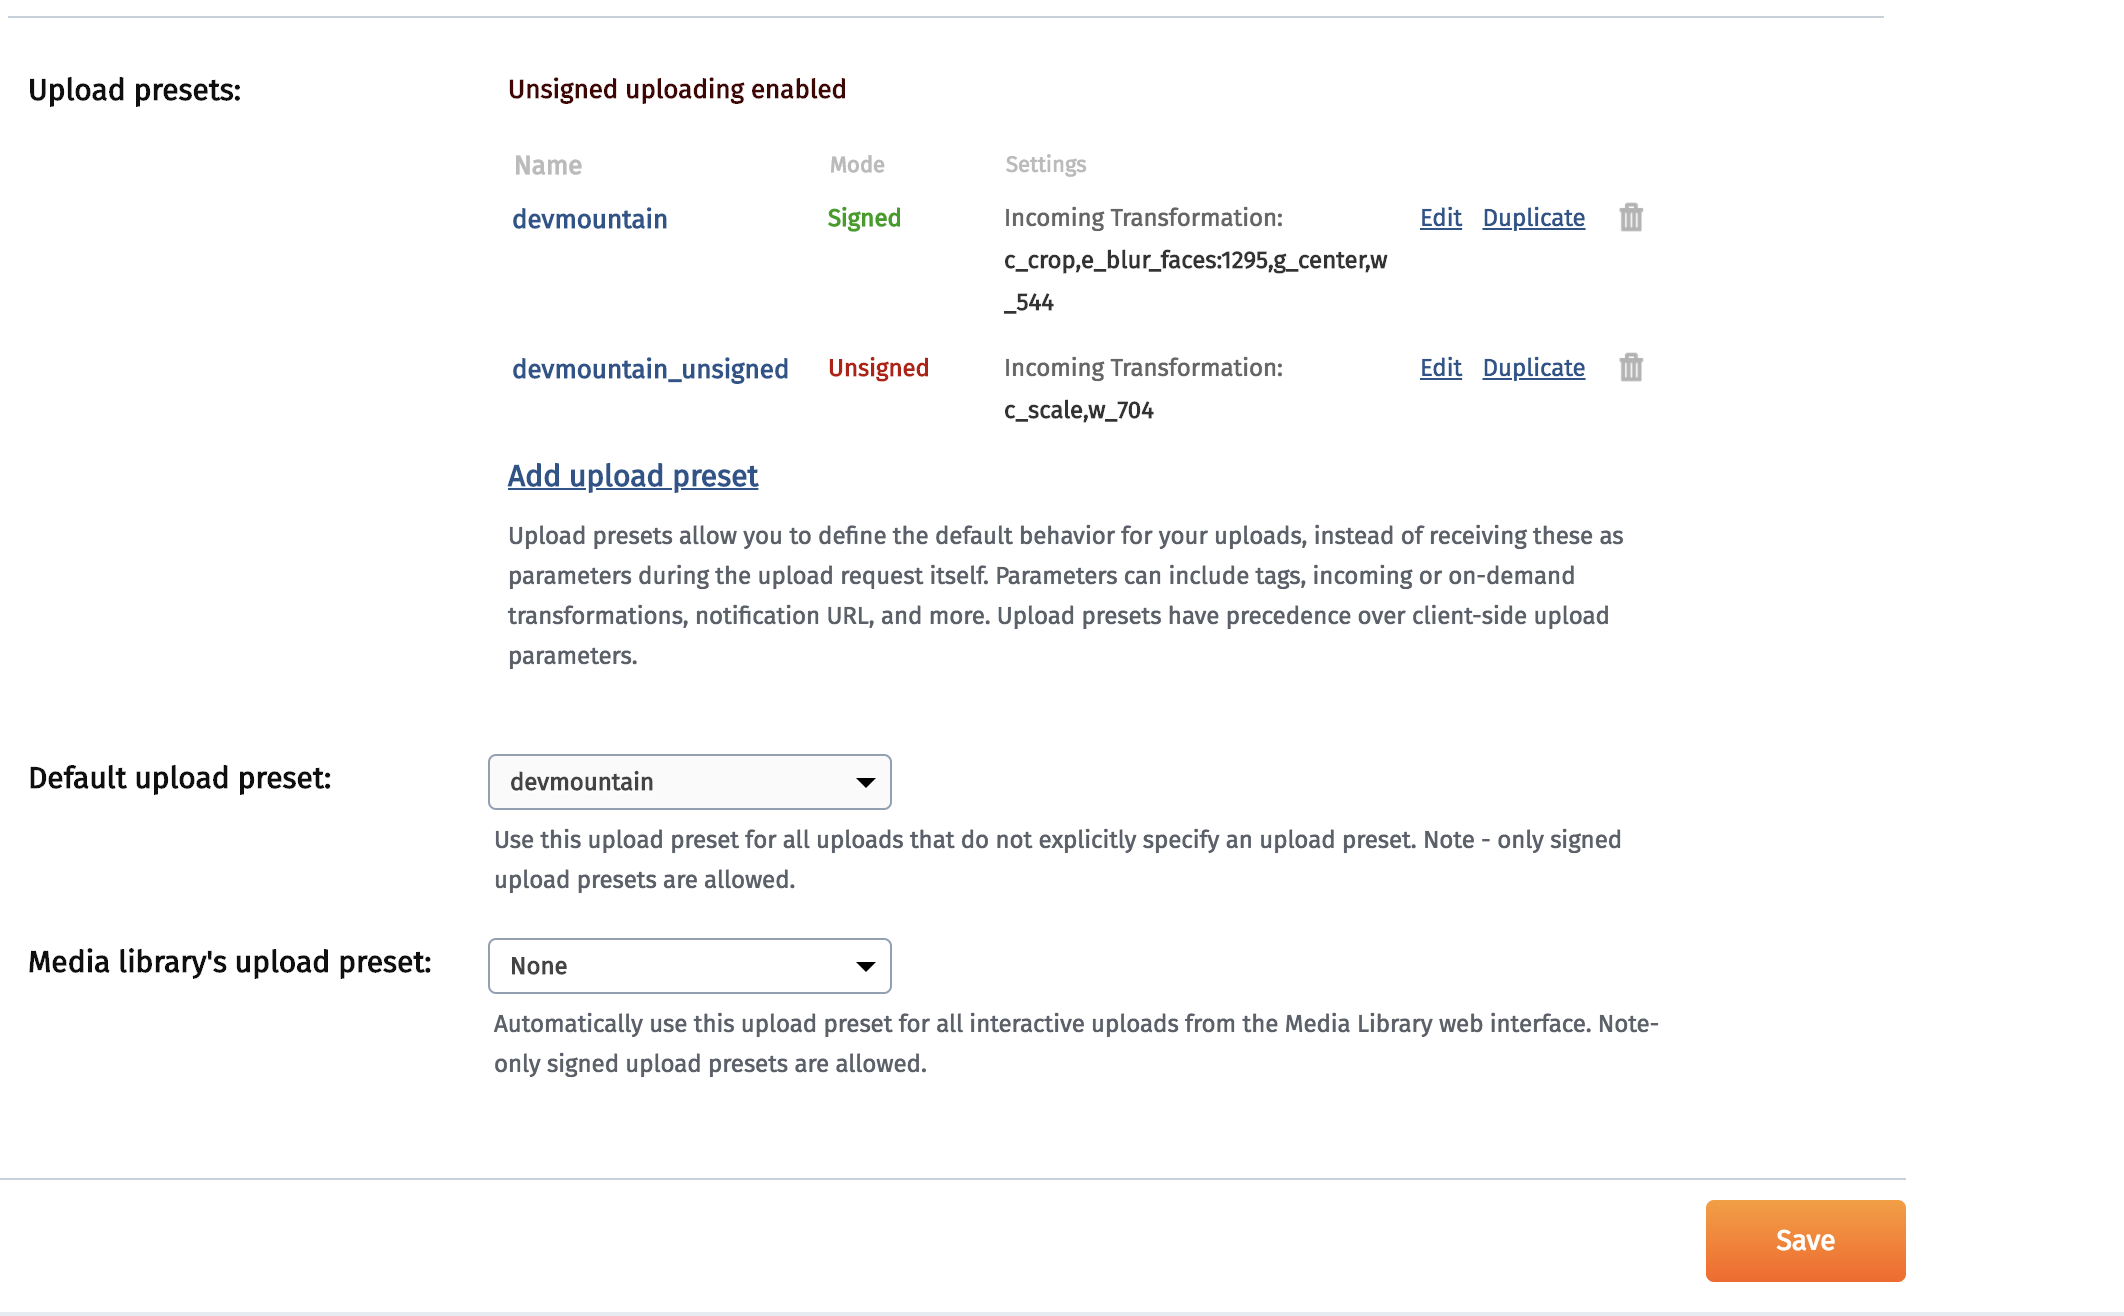 Upload presets:
Unsigned uploading enabled
Name Mode Settings
devmountain Signed Incoming Transformation: Edit Duplicate
c_crop,e_blur_faces:1295,g_center,w
_544
devmountain_unsigned Unsigned Incoming Transformation: Edit Duplicate
c_scale,w_704
Add upload preset
Upload presets allow you to define the default behavior for your uploads, instead of receiving these as
parameters during the upload request itself. Parameters can include tags, incoming or on-demand
transformations, notification URL, and more. Upload presets have precedence over client-side upload
parameters.
Default upload preset:
devmountain
Use this upload preset for all uploads that do not explicitly specify an upload preset. Note - only signed
upload presets are allowed.
Media library's upload preset:
None
Automatically use this upload preset for all interactive uploads from the Media Library web interface. Note-
only signed upload presets are allowed.
Save